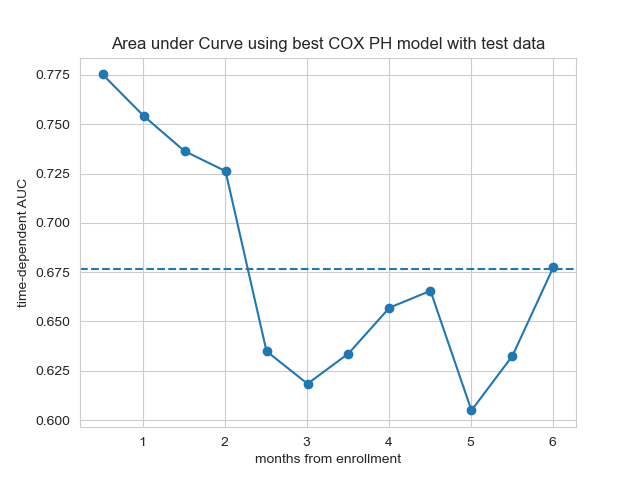 Area under Curve using best COX PH model with test data
time-dependent AUC
0.775
0.750
0.725
0.700
0.675
0.650
0.625
0.600
1 2 3 4 5 6
months from enrollment